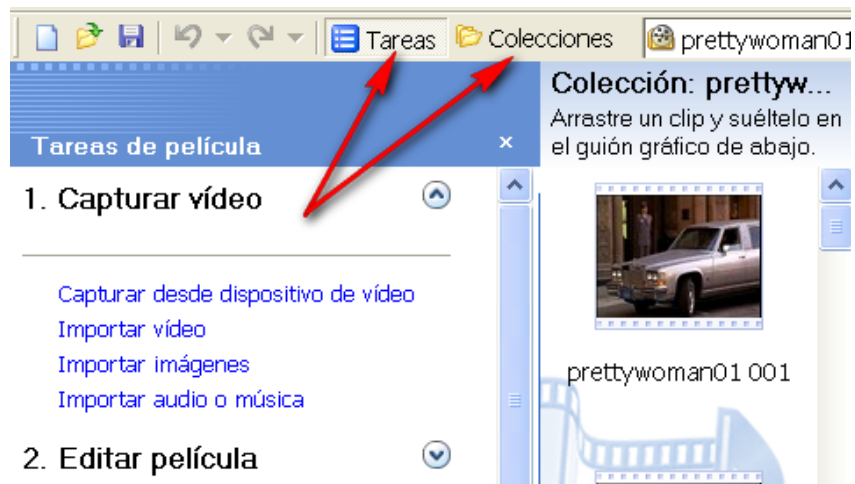 Tareas Colecciones prettywoman01
Colección: prettyw...
Arrastre un clip y suéltelo en
el guión gráfico de abajo.
Tareas de película
1. Capturar vídeo
Capturar desde dispositivo de vídeo
Importar vídeo
Importar imágenes
Importar audio o música
prettywoman01 001
2. Editar película